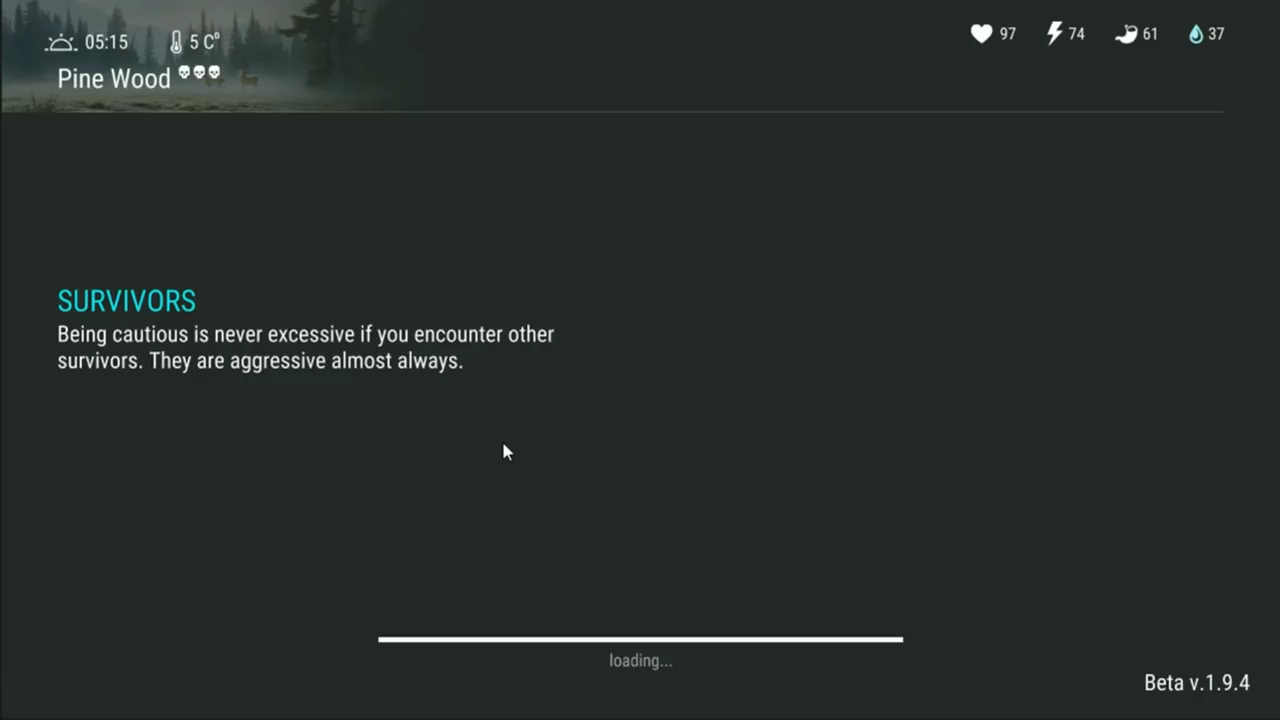 05:15 5 C⁰
97 74 61 37
Pine Wood
SURVIVORS
Being cautious is never excessive if you encounter other
survivors. They are aggressive almost always.
loading...
Beta v.1.9.4